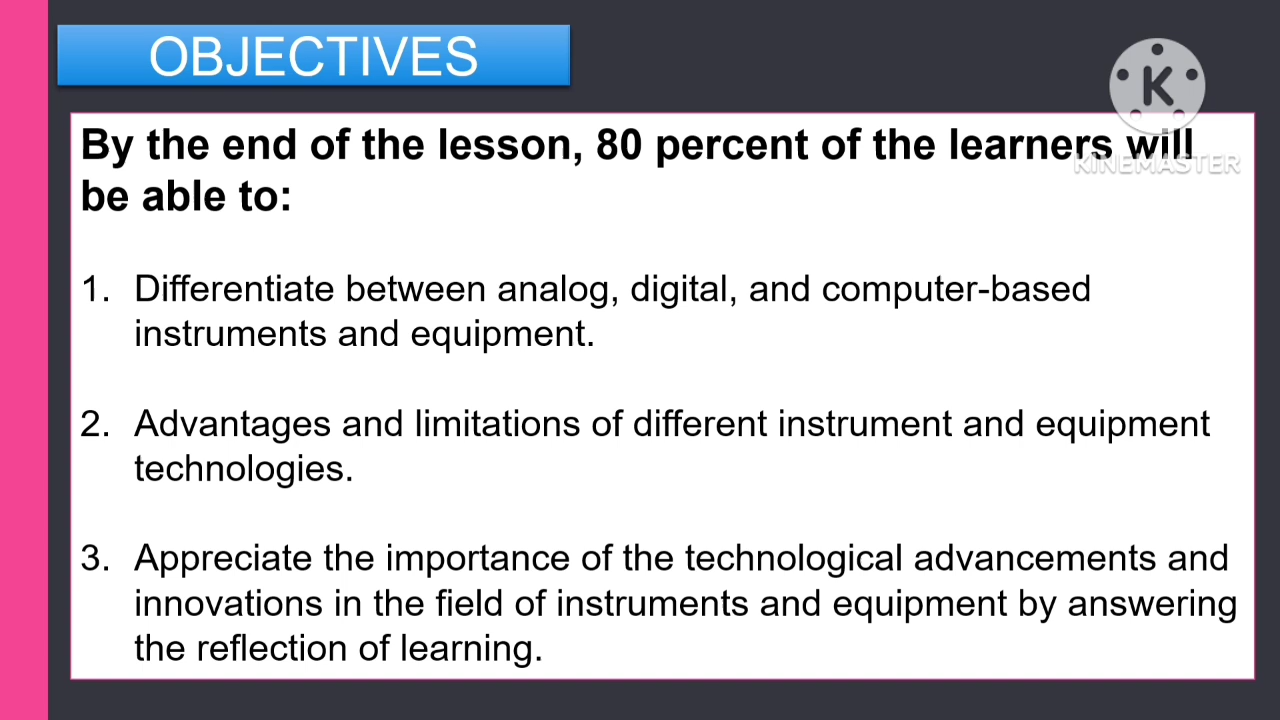 OBJECTIVES
K
KINEMASTER
By the end of the lesson, 80 percent of the learners will
be able to:
1. Differentiate between analog, digital, and computer-based
instruments and equipment.
2. Advantages and limitations of different instrument and equipment
technologies.
3. Appreciate the importance of the technological advancements and
innovations in the field of instruments and equipment by answering
the reflection of learning.